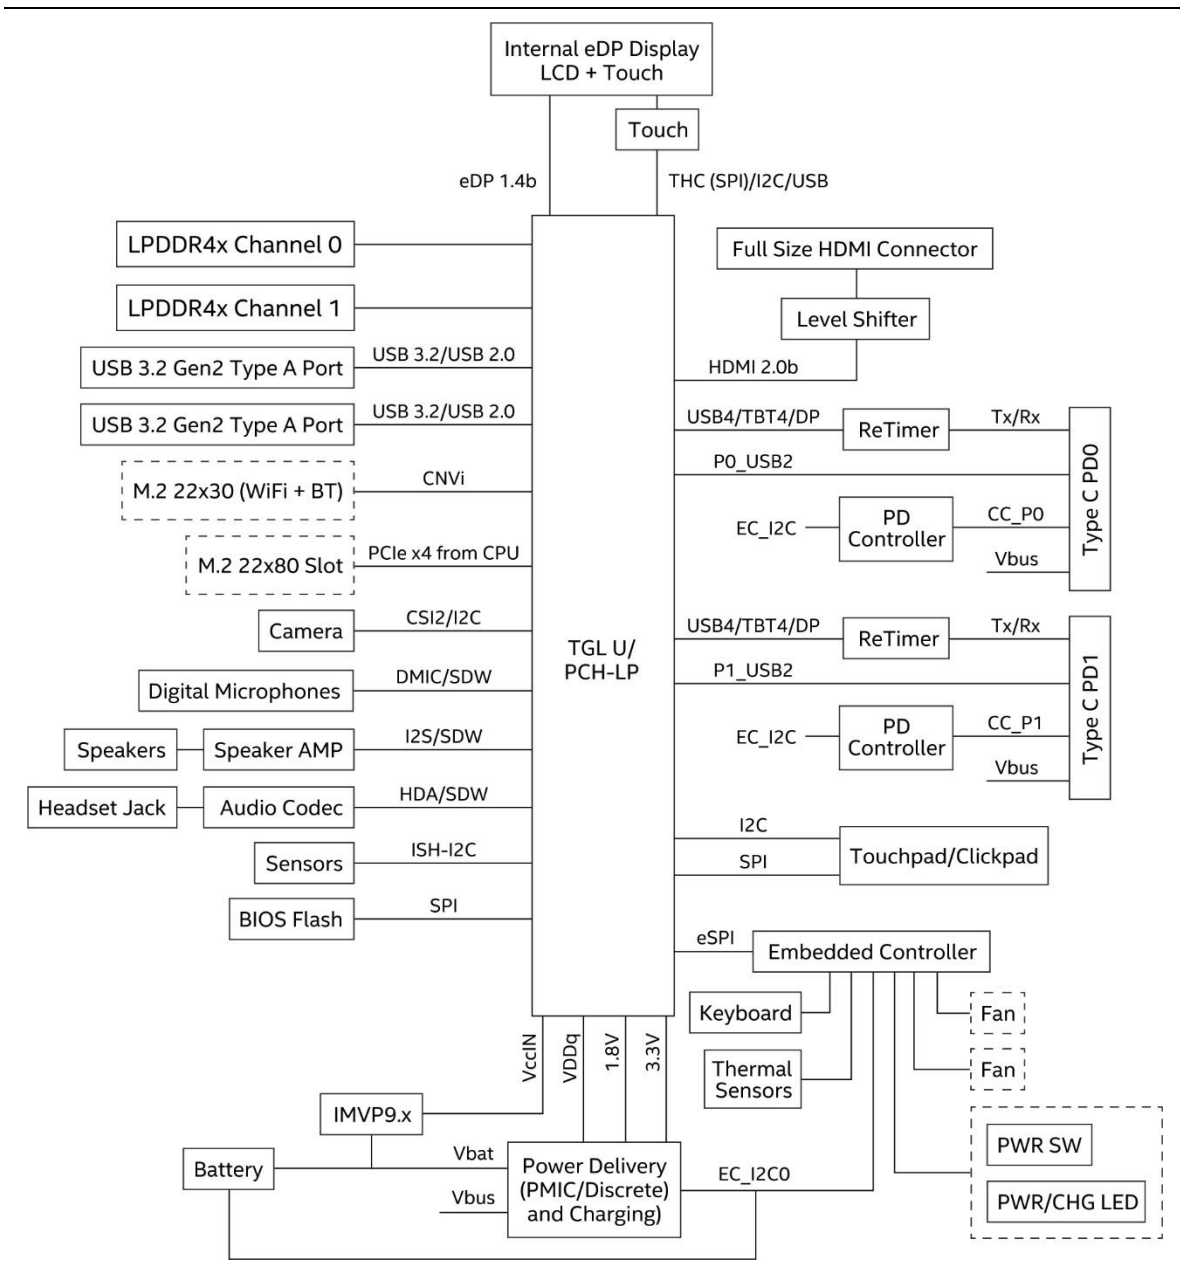 Internal eDP Display
LCD + Touch
Touch
eDP 1.4b
THC (SPI)/I2C/USB
LPDDR4x Channel 0
Full Size HDMI Connector
LPDDR4x Channel 1
Level Shifter
USB 3.2/USB 2.0
USB 3.2 Gen2 Type A Port
HDMI 2.0b
USB 3.2/USB 2.0
USB 3.2 Gen2 Type A Port
USB4/TBT4/DP
ReTimer
Tx/Rx
P0_USB2
Type C PD0
CNVi
M.2 22x30 (WiFi + BT)
EC_I2C
PD
Controller
CC_P0
Vbus
PCIe x4 from CPU
M.2 22x80 Slot
CSI2/I2C
Camera
USB4/TBT4/DP
ReTimer
Tx/Rx
TGL U/
PCH-LP
P1_USB2
Type C PD1
DMIC/SDW
Digital Microphones
EC_I2C
PD
Controller
CC_P1
Vbus
I2S/SDW
Speakers
Speaker AMP
HDA/SDW
Headset Jack
Audio Codec
I2C
SPI
Touchpad/Clickpad
ISH-I2C
Sensors
SPI
BIOS Flash
eSPI
Embedded Controller
Keyboard
Fan
VccIN
VDDq
1.8V
3.3V
Thermal
Sensors
Fan
IMVP9.x
PWR SW
Vbat
Battery
Power Delivery
(PMIC/Discrete)
and Charging)
EC_I2C0
Vbus
PWR/CHG LED